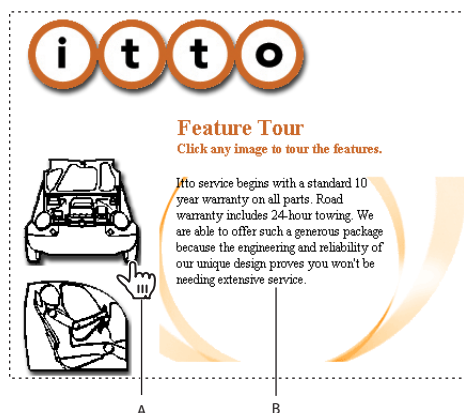 itto
Feature Tour
Click any image to tour the features.
Itto service begins with a standard 10
year warranty on all parts. Road
warranty includes 24-hour towing. We
are able to offer such a generous package
because the engineering and reliability of
our unique design proves you won't be
needing extensive service.
A B